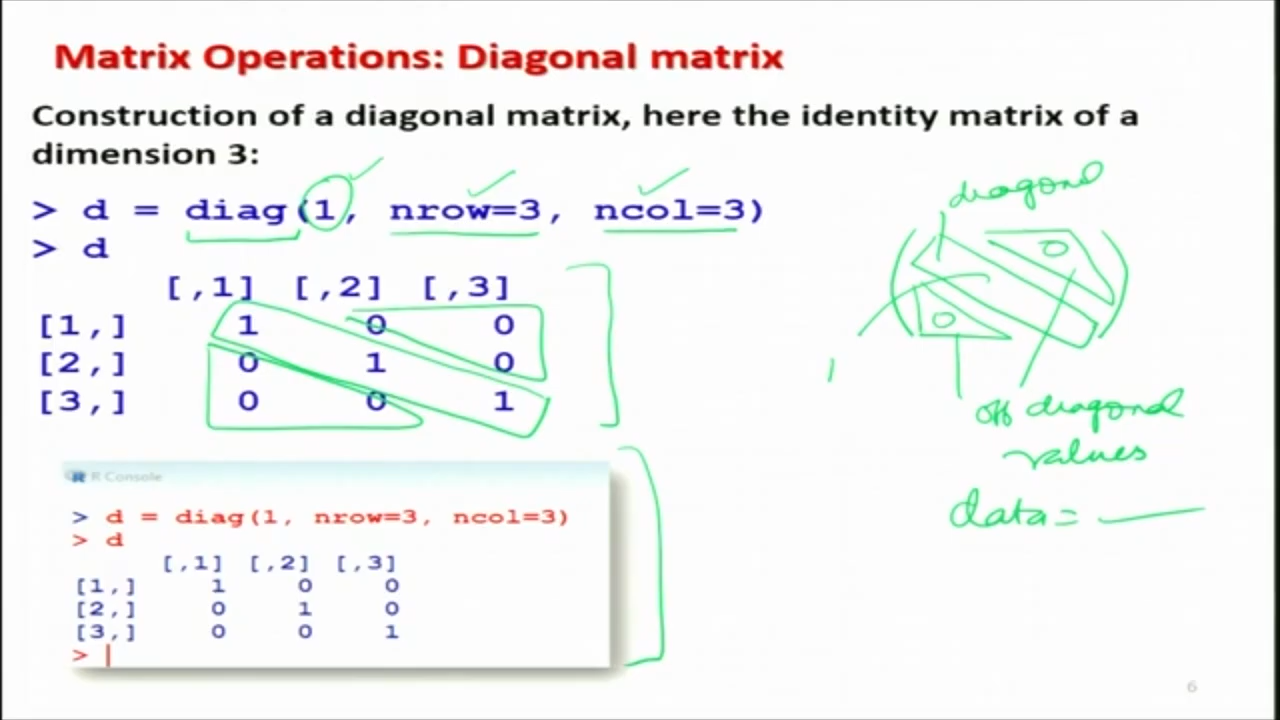 Matrix Operations: Diagonal matrix
Construction of a diagonal matrix, here the identity matrix of a
dimension 3:
> d = diag(1, nrow=3, ncol=3)
> d
[,1] [,2] [,3]
[1,] 1 0 0
[2,] 0 1 0
[3,] 0 0 1
diagonal
0
0
1
off diagonal
values
data =
R Console
> d = diag(1, nrow=3, ncol=3)
> d
[,1] [,2] [,3]
[1,] 1 0 0
[2,] 0 1 0
[3,] 0 0 1
>
6